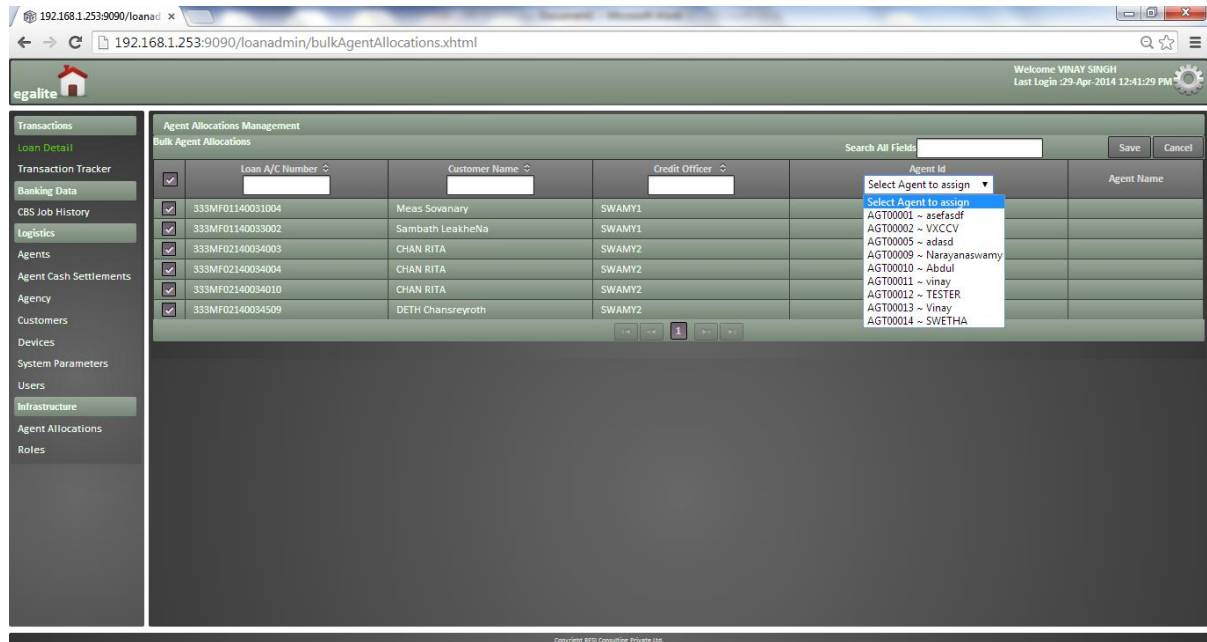 192.168.1.253:9090/loanad
192.168.1.253:9090/loanadmin/bulkAgentAllocations.xhtml
egalite
Welcome VINAY SINGH
Last Login :29-Apr-2014 12:41:29 PM
Transactions
Loan Detail
Transaction Tracker
Banking Data
CBS Job History
Logistics
Agents
Agent Cash Settlements
Agency
Customers
Devices
System Parameters
Users
Infrastructure
Agent Allocations
Roles
Agent Allocations Management
Bulk Agent Allocations
Search All Fields
Save Cancel
Loan A/C Number Customer Name Credit Officer Agent Id Agent Name
Select Agent to assign
333MF01140031004 Meas Sovanary SWAMY1
333MF01140033002 Sambath LeakheNa SWAMY1
333MF02140034003 CHAN RITA SWAMY2
333MF02140034004 CHAN RITA SWAMY2
333MF02140034010 CHAN RITA SWAMY2
333MF02140034509 DETH Chansreyroth SWAMY2
Select Agent to assign
AGT00001 ~ asefasdf
AGT00002 ~ VXCCV
AGT00005 ~ adasd
AGT00009 ~ Narayanaswamy
AGT00010 ~ Abdul
AGT00011 ~ vinay
AGT00012 ~ TESTER
AGT00013 ~ Vinay
AGT00014 ~ SWETHA
1
Copyright BFSI Consulting Private Ltd.